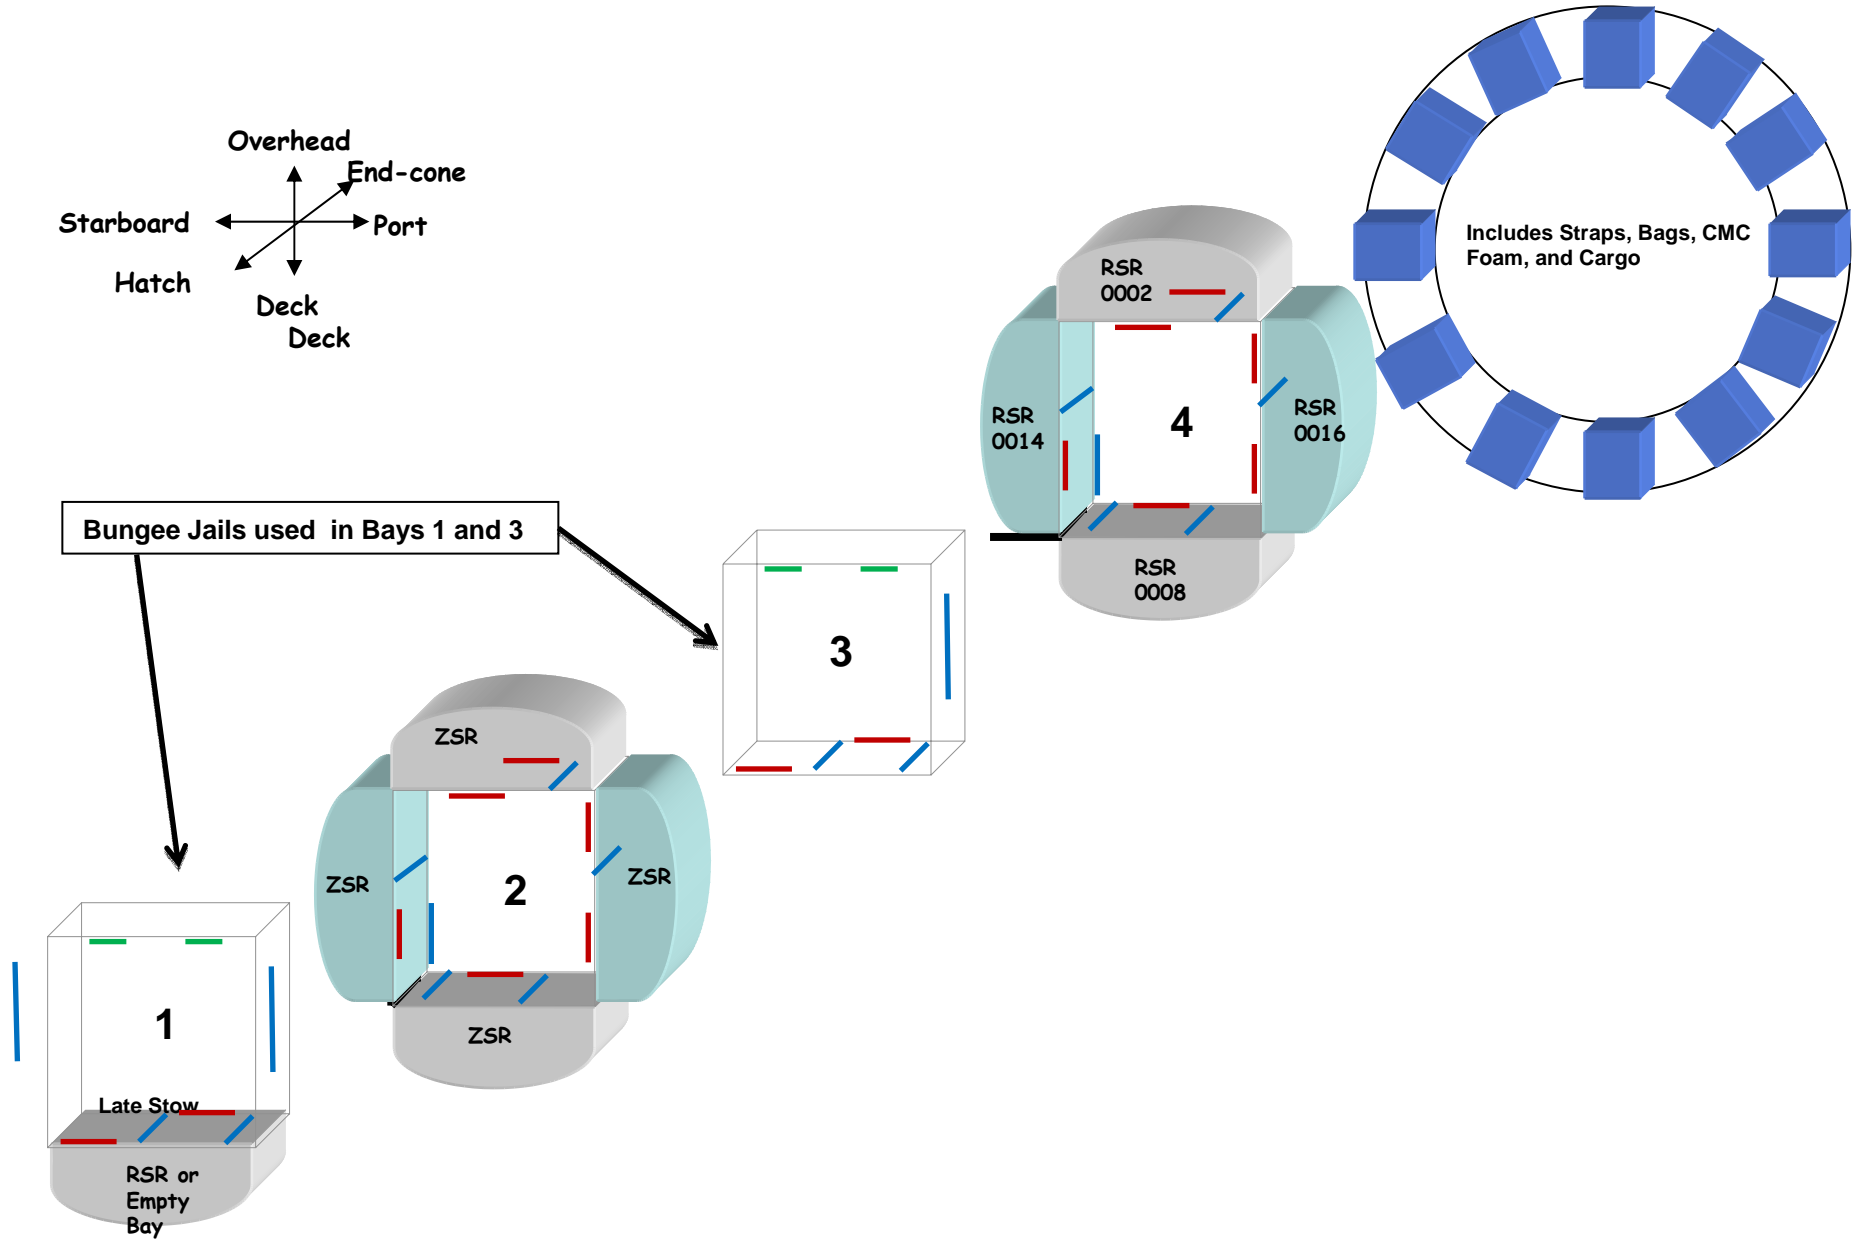 Overhead
End-cone
Starboard
Port
Hatch
Deck
Deck
Includes Straps, Bags, CMC
Foam, and Cargo
RSR
0002
RSR
0014
4
RSR
0016
RSR
0008
Bungee Jails used in Bays 1 and 3
3
ZSR
ZSR
2
ZSR
ZSR
1
Late Stow
RSR or
Empty
Bay